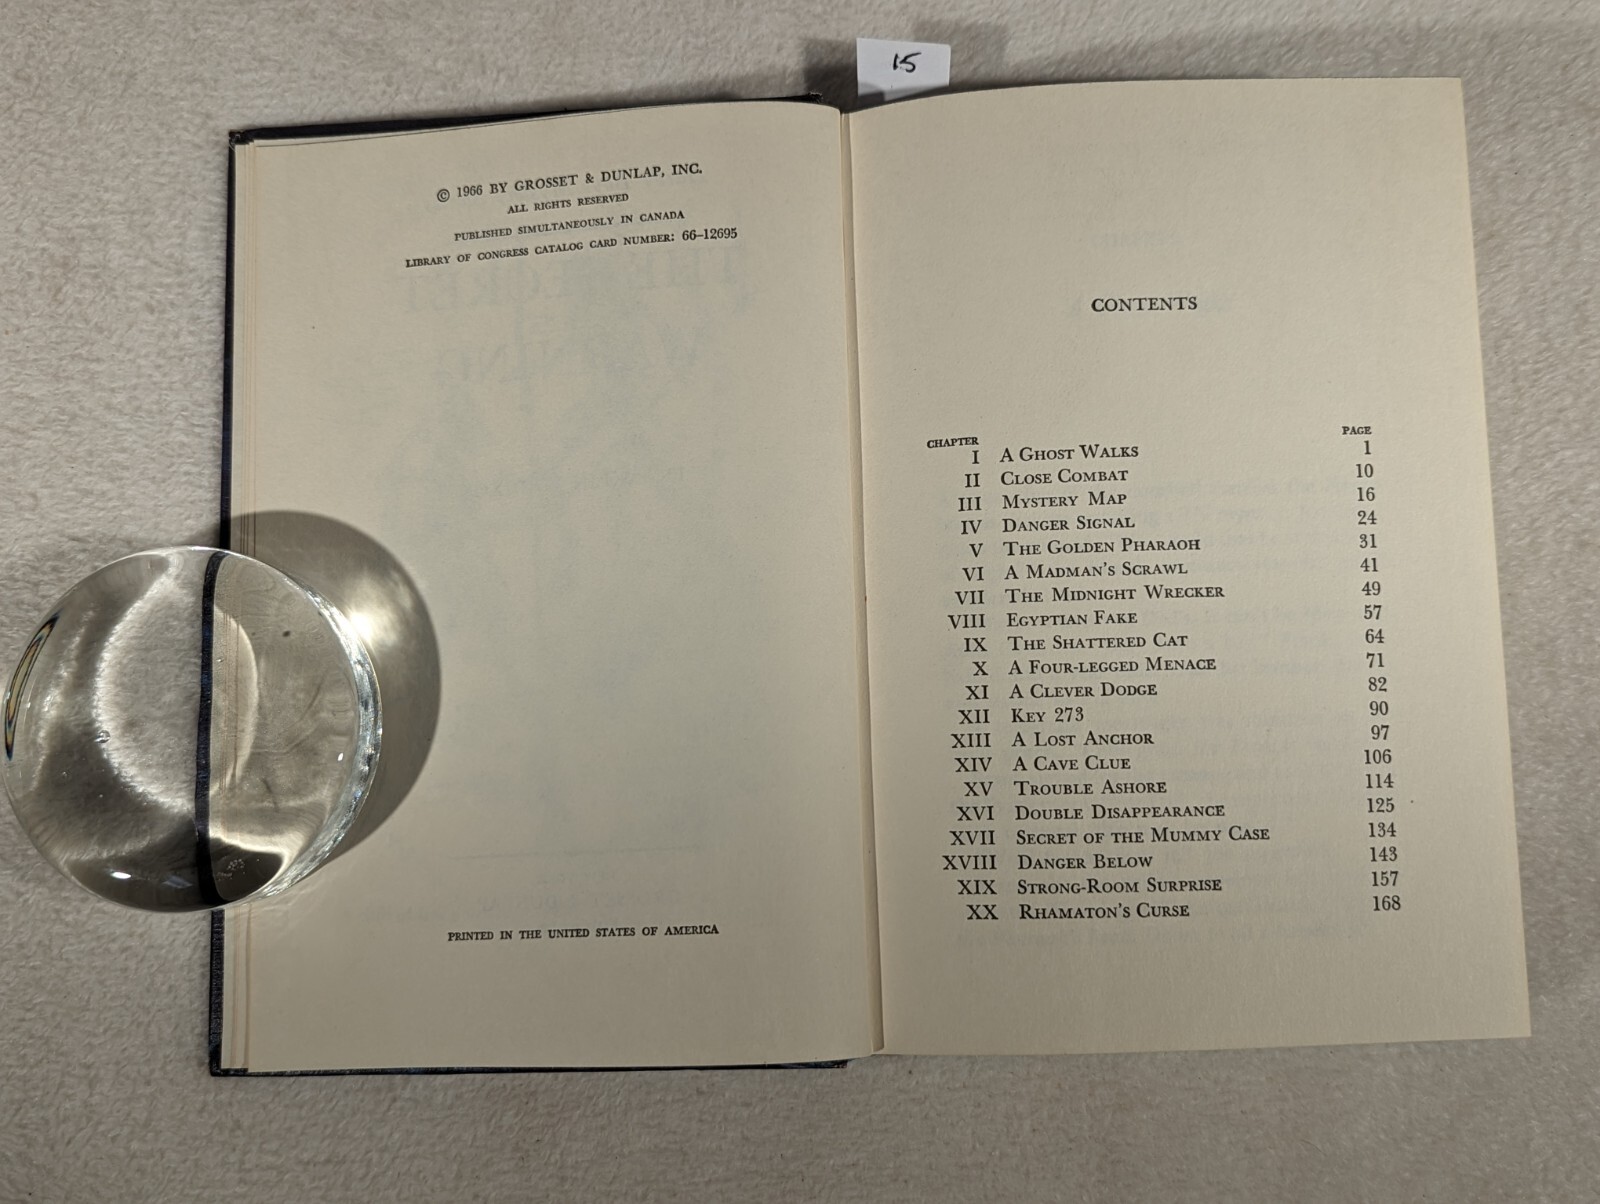 15
© 1966 BY GROSSET & DUNLAP, INC.
ALL RIGHTS RESERVED
PUBLISHED SIMULTANEOUSLY IN CANADA
LIBRARY OF CONGRESS CATALOG CARD NUMBER: 66–12695
PRINTED IN THE UNITED STATES OF AMERICA
CONTENTS
CHAPTER PAGE
I A GHOST WALKS 1
II CLOSE COMBAT 10
III MYSTERY MAP 16
IV DANGER SIGNAL 24
V THE GOLDEN PHARAOH 31
VI A MADMAN'S SCRAWL 41
VII THE MIDNIGHT WRECKER 49
VIII EGYPTIAN FAKE 57
IX THE SHATTERED CAT 64
X A FOUR-LEGGED MENACE 71
XI A CLEVER DODGE 82
XII KEY 273 90
XIII A LOST ANCHOR 97
XIV A CAVE CLUE 106
XV TROUBLE ASHORE 114
XVI DOUBLE DISAPPEARANCE 125
XVII SECRET OF THE MUMMY CASE 134
XVIII DANGER BELOW 143
XIX STRONG-ROOM SURPRISE 157
XX RHAMATON'S CURSE 168